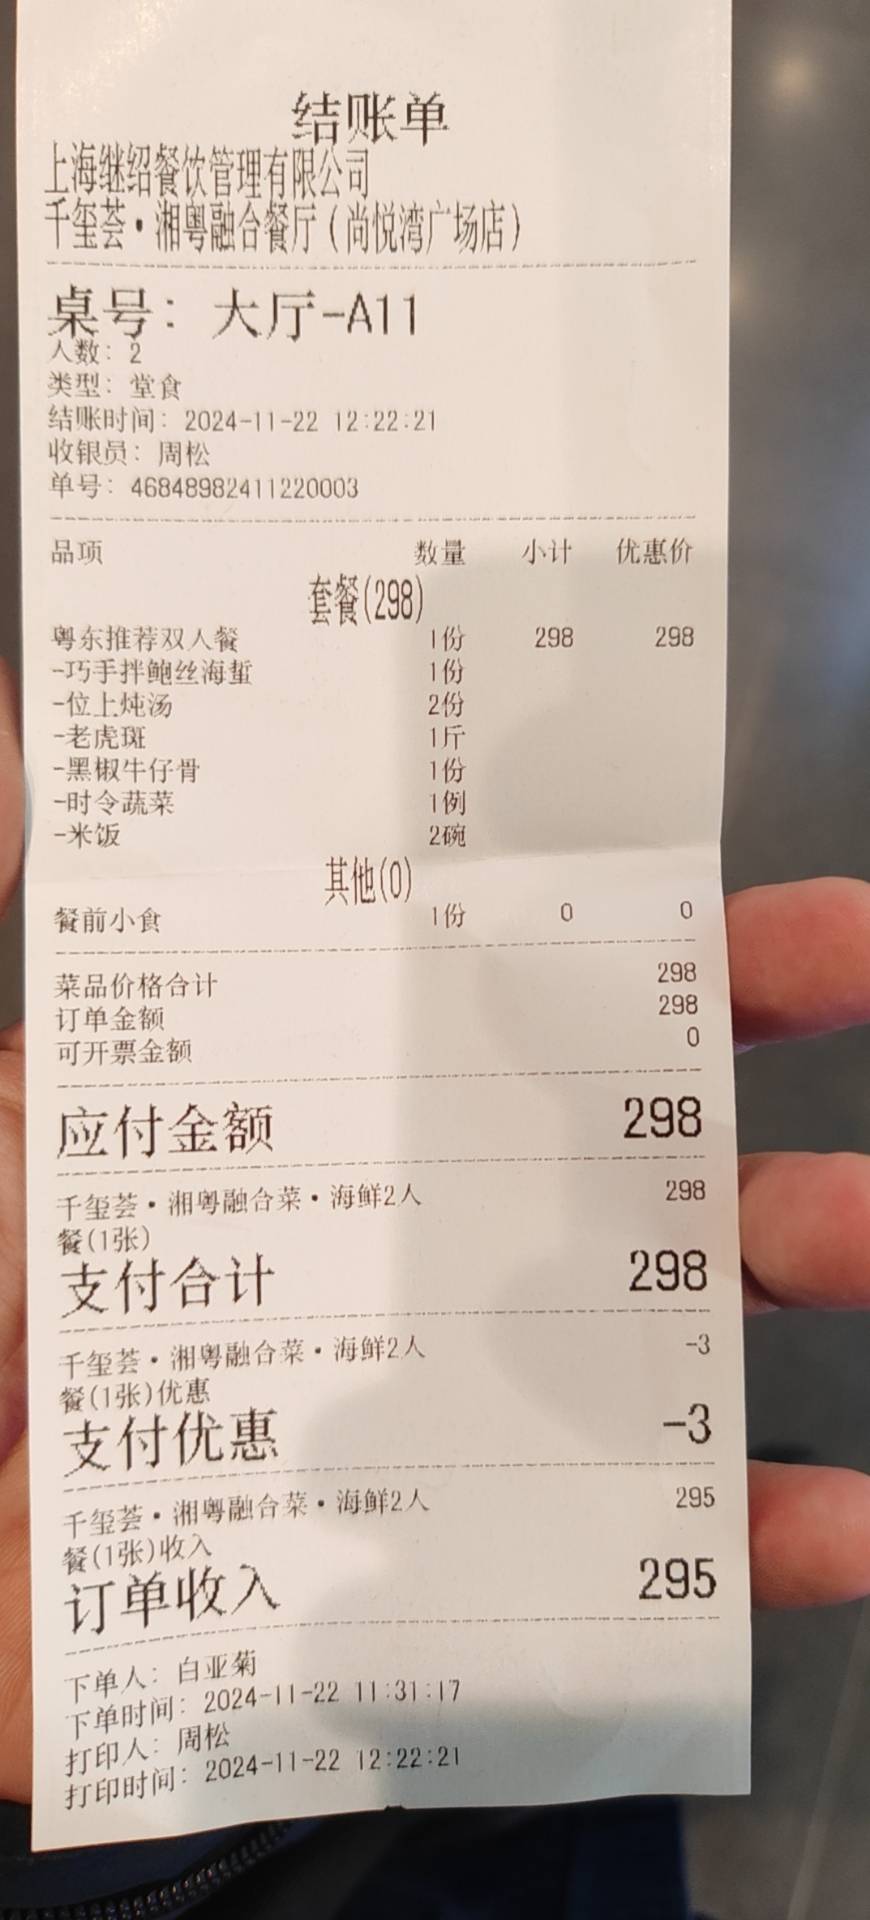 结账单
上海继绍餐饮管理有限公司
千玺荟·湘粤融合餐厅(尚悦湾广场店)
桌号: 大厅-A11
人数: 2
类型: 堂食
结账时间: 2024-11-22 12:22:21
收银员: 周松
单号: 46848982411220003
品项 数量 小计 优惠价
套餐(298)
粤东推荐双人餐 1份 298 298
-巧手拌鲍丝海蜇 1份
-位上炖汤 2份
-老虎斑 1斤
-黑椒牛仔骨 1份
-时令蔬菜 1例
-米饭 2碗
其他(0)
餐前小食 1份 0 0
菜品价格合计 298
订单金额 298
可开票金额 0
应付金额 298
千玺荟·湘粤融合菜·海鲜2人 298
餐(1张)
支付合计 298
千玺荟·湘粤融合菜·海鲜2人 -3
餐(1张)优惠
支付优惠 -3
千玺荟·湘粤融合菜·海鲜2人 295
餐(1张)收入
订单收入 295
下单人: 白亚菊
下单时间: 2024-11-22 11:31:17
打印人: 周松
打印时间: 2024-11-22 12:22:21